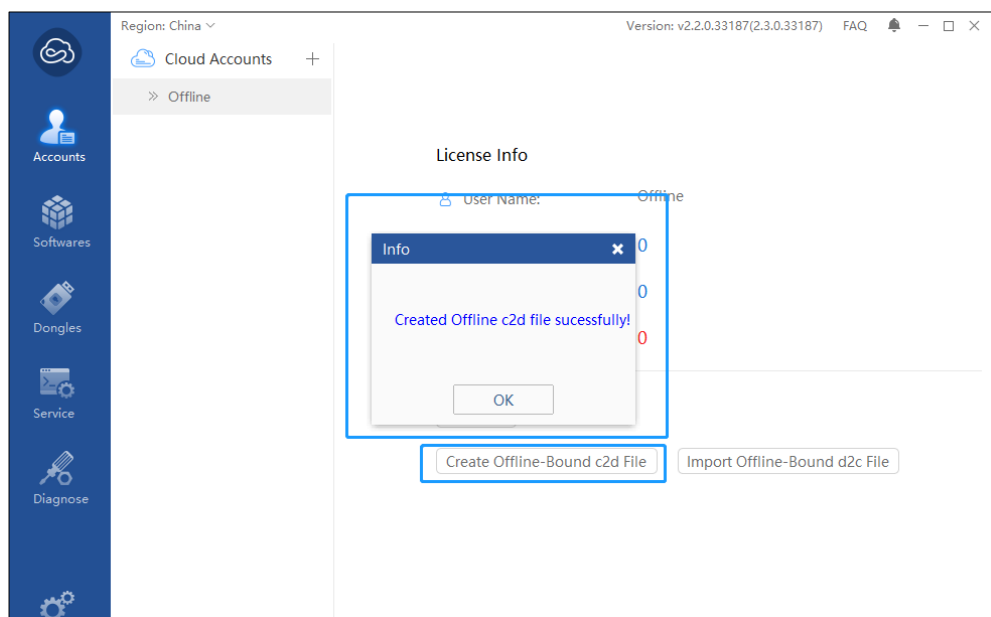 Region: China
Version: v2.2.0.33187(2.3.0.33187) FAQ
Cloud Accounts
Offline
Accounts
Softwares
Dongles
Service
Diagnose
License Info
User Name: Offline
0
0
0
Info
Created Offline c2d file sucessfully!
OK
Create Offline-Bound c2d File
Import Offline-Bound d2c File